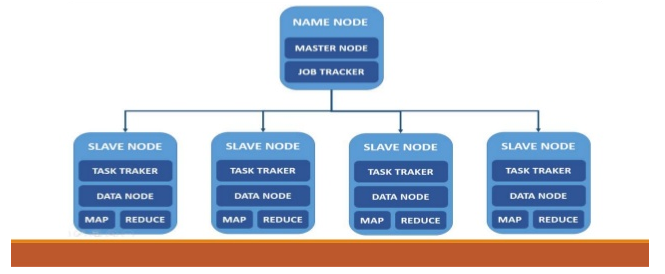 NAME NODE
MASTER NODE
JOB TRACKER
SLAVE NODE SLAVE NODE SLAVE NODE SLAVE NODE
TASK TRAKER TASK TRAKER TASK TRAKER TASK TRAKER
DATA NODE DATA NODE DATA NODE DATA NODE
MAP REDUCE MAP REDUCE MAP REDUCE MAP REDUCE